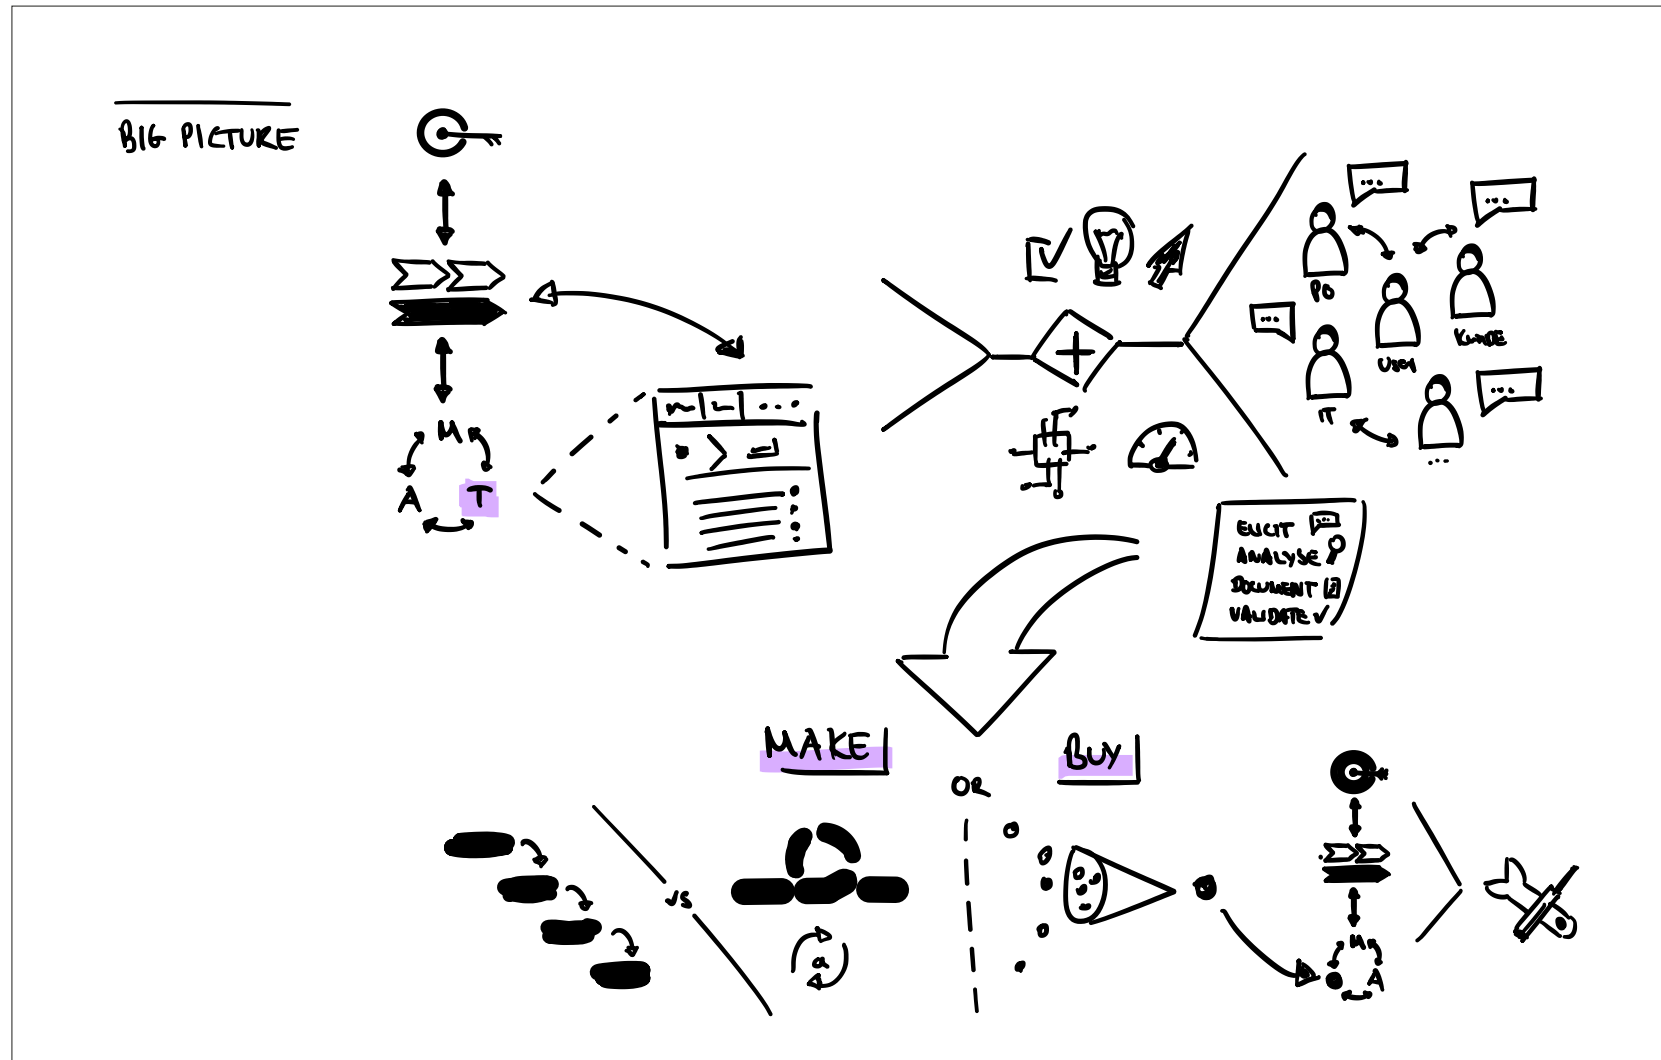 BIG PICTURE
M
A T
PO
USER
KUNDE
IT
...
ELICIT
ANALYSE
DOCUMENT
VALIDATE
MAKE
OR
BUY
VS
a
M
A